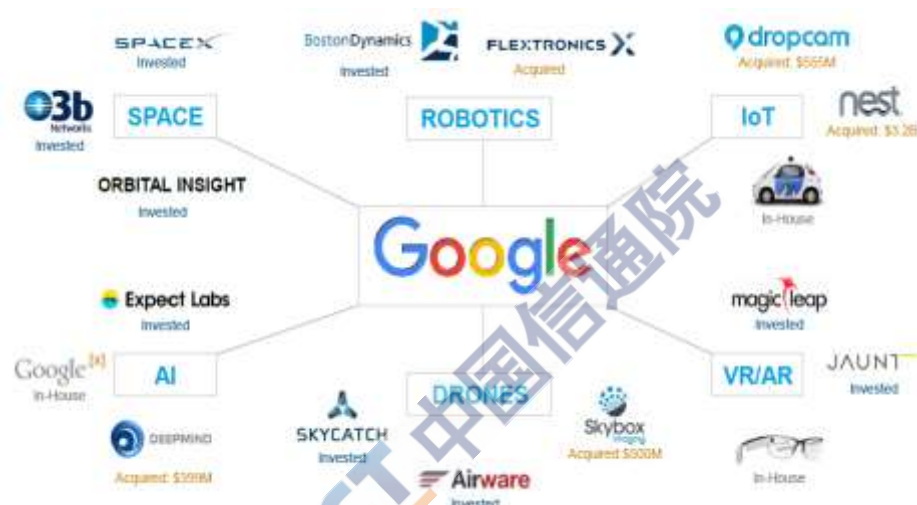 SPACEX
Invested
BostonDynamics
Invested
FLEXTRONICS
Acquired
dropcam
Acquired: $555M
O3b
Networks
Invested
SPACE
ROBOTICS
IoT
nest
Acquired: $3.2B
ORBITAL INSIGHT
Invested
In-House
Google
Expect Labs
Invested
magic leap
Invested
Google [x]
In-House
AI
DRONES
VR/AR
JAUNT
Invested
DEEPMIND
Acquired: $399M
SKYCATCH
Invested
Skybox
imaging
Acquired $500M
Airware
Invested
In-House
中国信通院